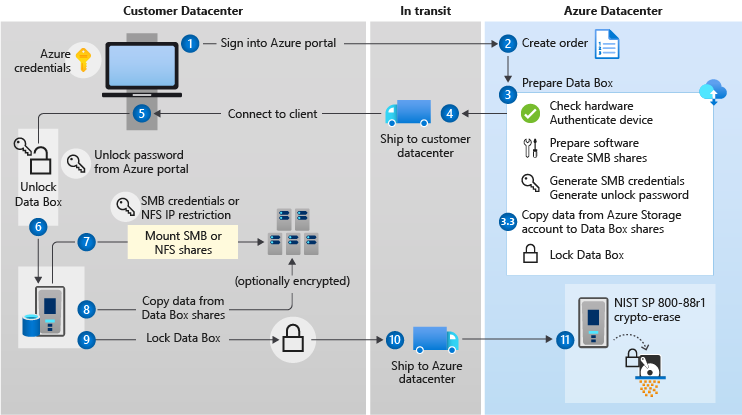 Customer Datacenter
In transit
Azure Datacenter
Azure
credentials
1
Sign into Azure portal
2
Create order
3
Prepare Data Box
Check hardware
Authenticate device
Prepare software
Create SMB shares
Generate SMB credentials
Generate unlock password
3.3
Copy data from Azure Storage
account to Data Box shares
Lock Data Box
4
Ship to customer
datacenter
5
Connect to client
Unlock password
from Azure portal
Unlock
Data Box
6
SMB credentials or
NFS IP restriction
7
Mount SMB or
NFS shares
(optionally encrypted)
8
Copy data from
Data Box shares
9
Lock Data Box
10
Ship to Azure
datacenter
11
NIST SP 800-88r1
crypto-erase